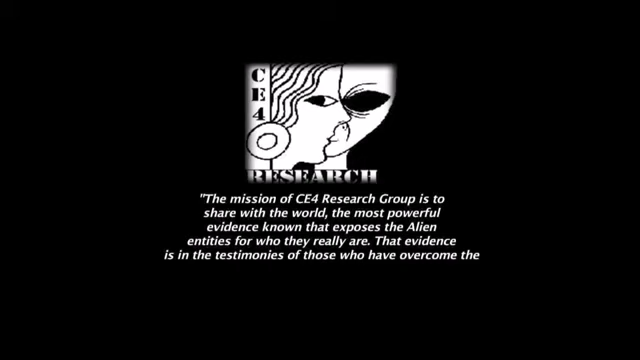 CE4
RESEARCH
"The mission of CE4 Research Group is to
share with the world, the most powerful
evidence known that exposes the Alien
entities for who they really are. That evidence
is in the testimonies of those who have overcome the